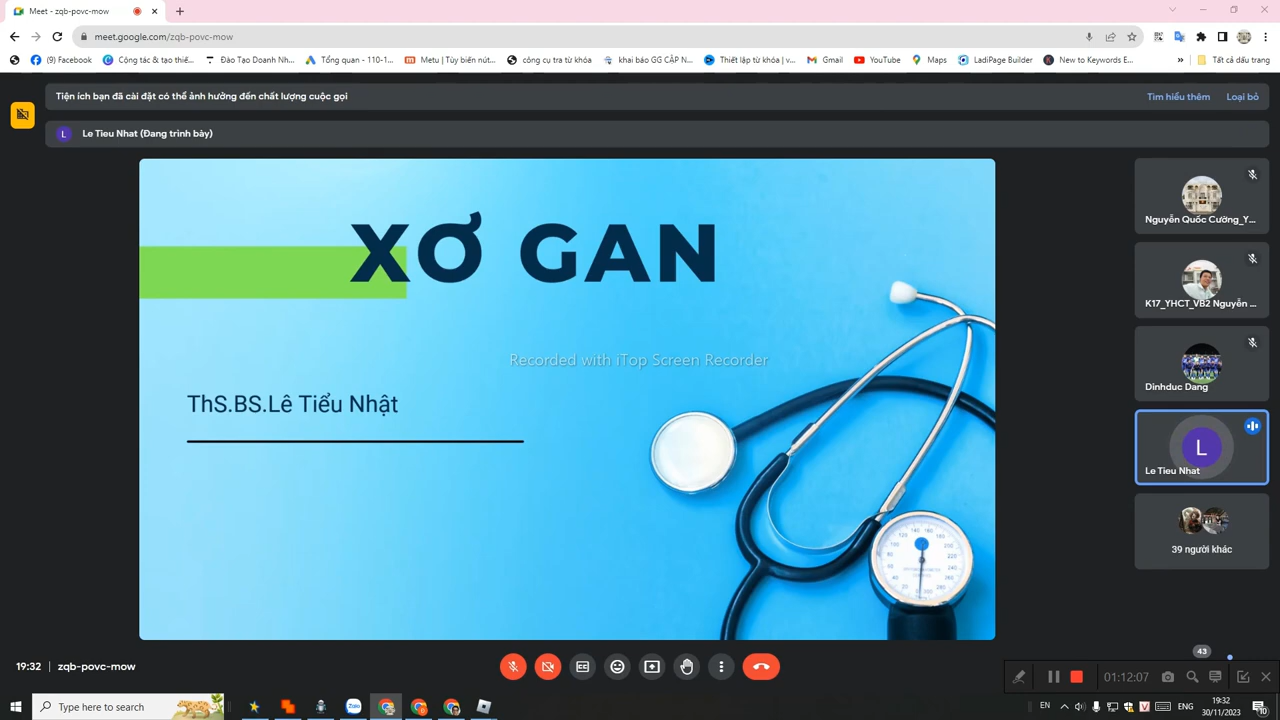 Meet - zqb-povc-mow
meet.google.com/zqb-povc-mow
(9) Facebook
Công tác & tạo thiế...
Đào Tạo Doanh Nh...
Tổng quan - 110-1...
Metu | Tùy biến nút...
công cụ tra từ khóa
khai báo GG CẬP N...
Thiết lập từ khóa | v...
Gmail
YouTube
Maps
LadiPage Builder
New to Keywords E...
»
Tất cả dấu trang
Tiện ích bạn đã cài đặt có thể ảnh hưởng đến chất lượng cuộc gọi
Tìm hiểu thêm
Loại bỏ
L
Le Tieu Nhat (Đang trình bày)
XƠ GAN
Recorded with iTop Screen Recorder
ThS.BS.Lê Tiểu Nhật
Nguyễn Quốc Cường_Y...
K17_YHCT_VB2 Nguyễn ...
Dinhduc Dang
L
Le Tieu Nhat
39 người khác
43
19:32
zqb-povc-mow
01:12:07
Type here to search
EN
ENG
19:32
30/11/2023